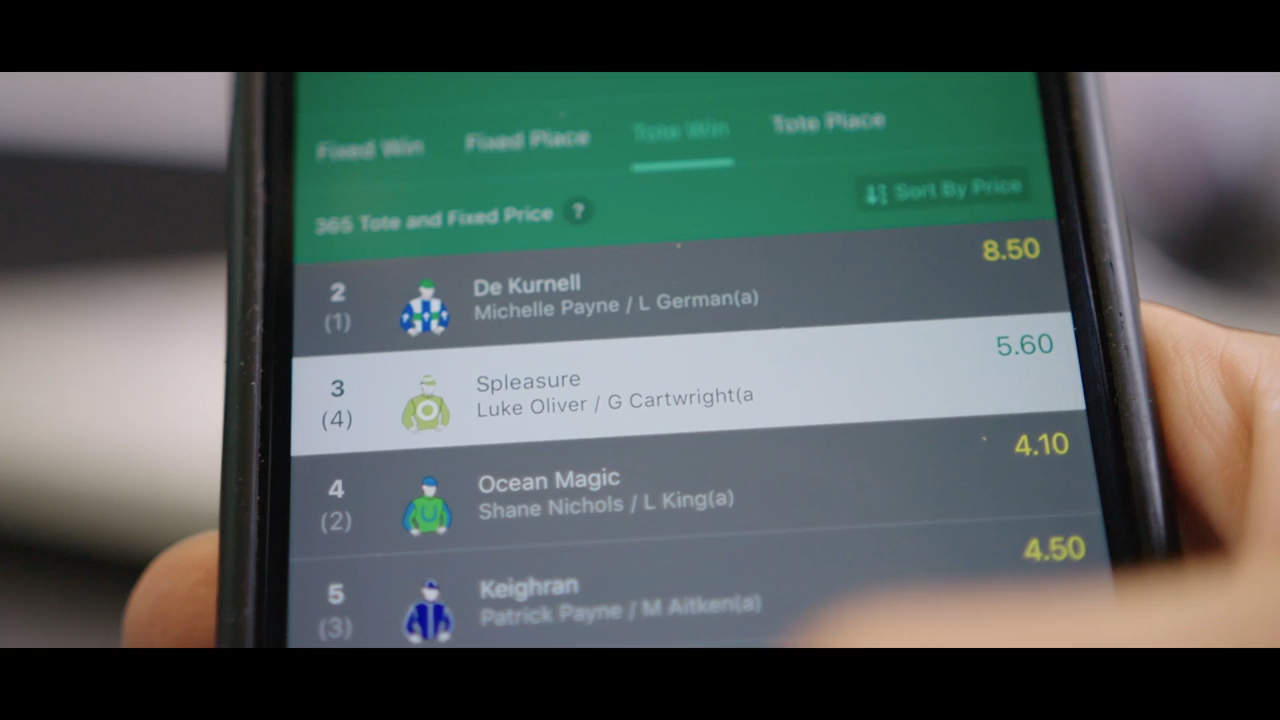 Fixed Win Fixed Place Tote Win Tote Place
365 Tote and Fixed Price ? Sort By Price
2 De Kurnell 8.50
(1) Michelle Payne / L German(a)
3 Spleasure 5.60
(4) Luke Oliver / G Cartwright(a
4 Ocean Magic 4.10
(2) Shane Nichols / L King(a)
5 Keighran 4.50
(3) Patrick Payne / M Aitken(a)